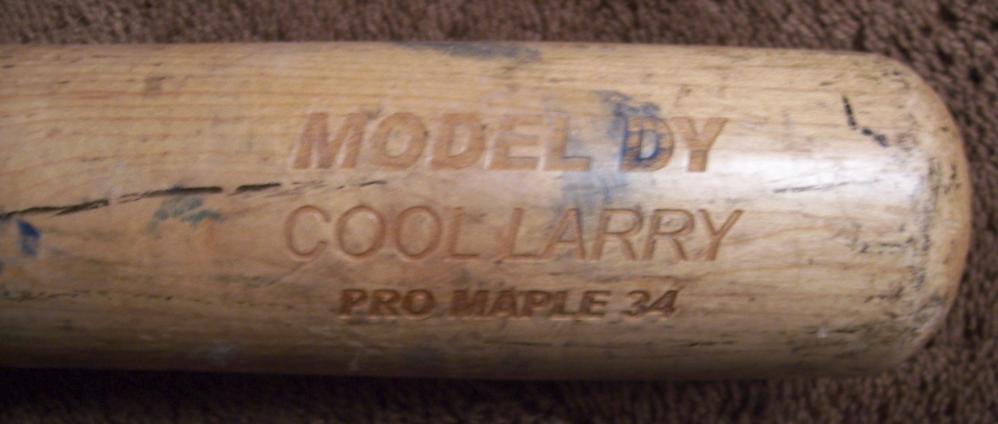 MODEL DY
COOL LARRY
PRO MAPLE 34